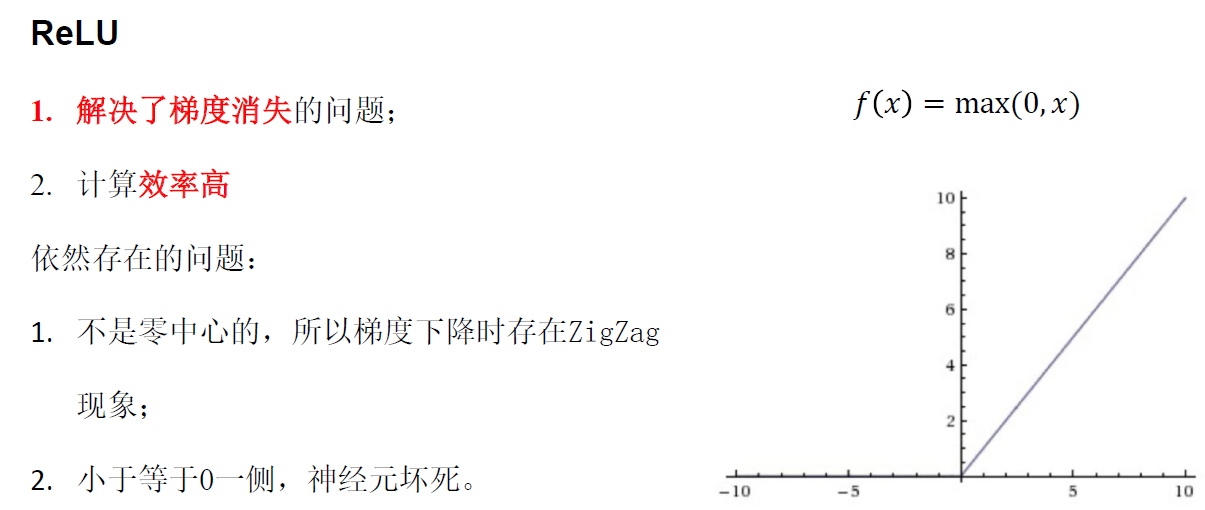 ReLU
1. 解决了梯度消失的问题;
2. 计算效率高
依然存在的问题:
1. 不是零中心的，所以梯度下降时存在ZigZag
现象;
2. 小于等于0一侧，神经元坏死。
f(x) = max(0, x)
10
8
6
4
2
-10 -5 5 10